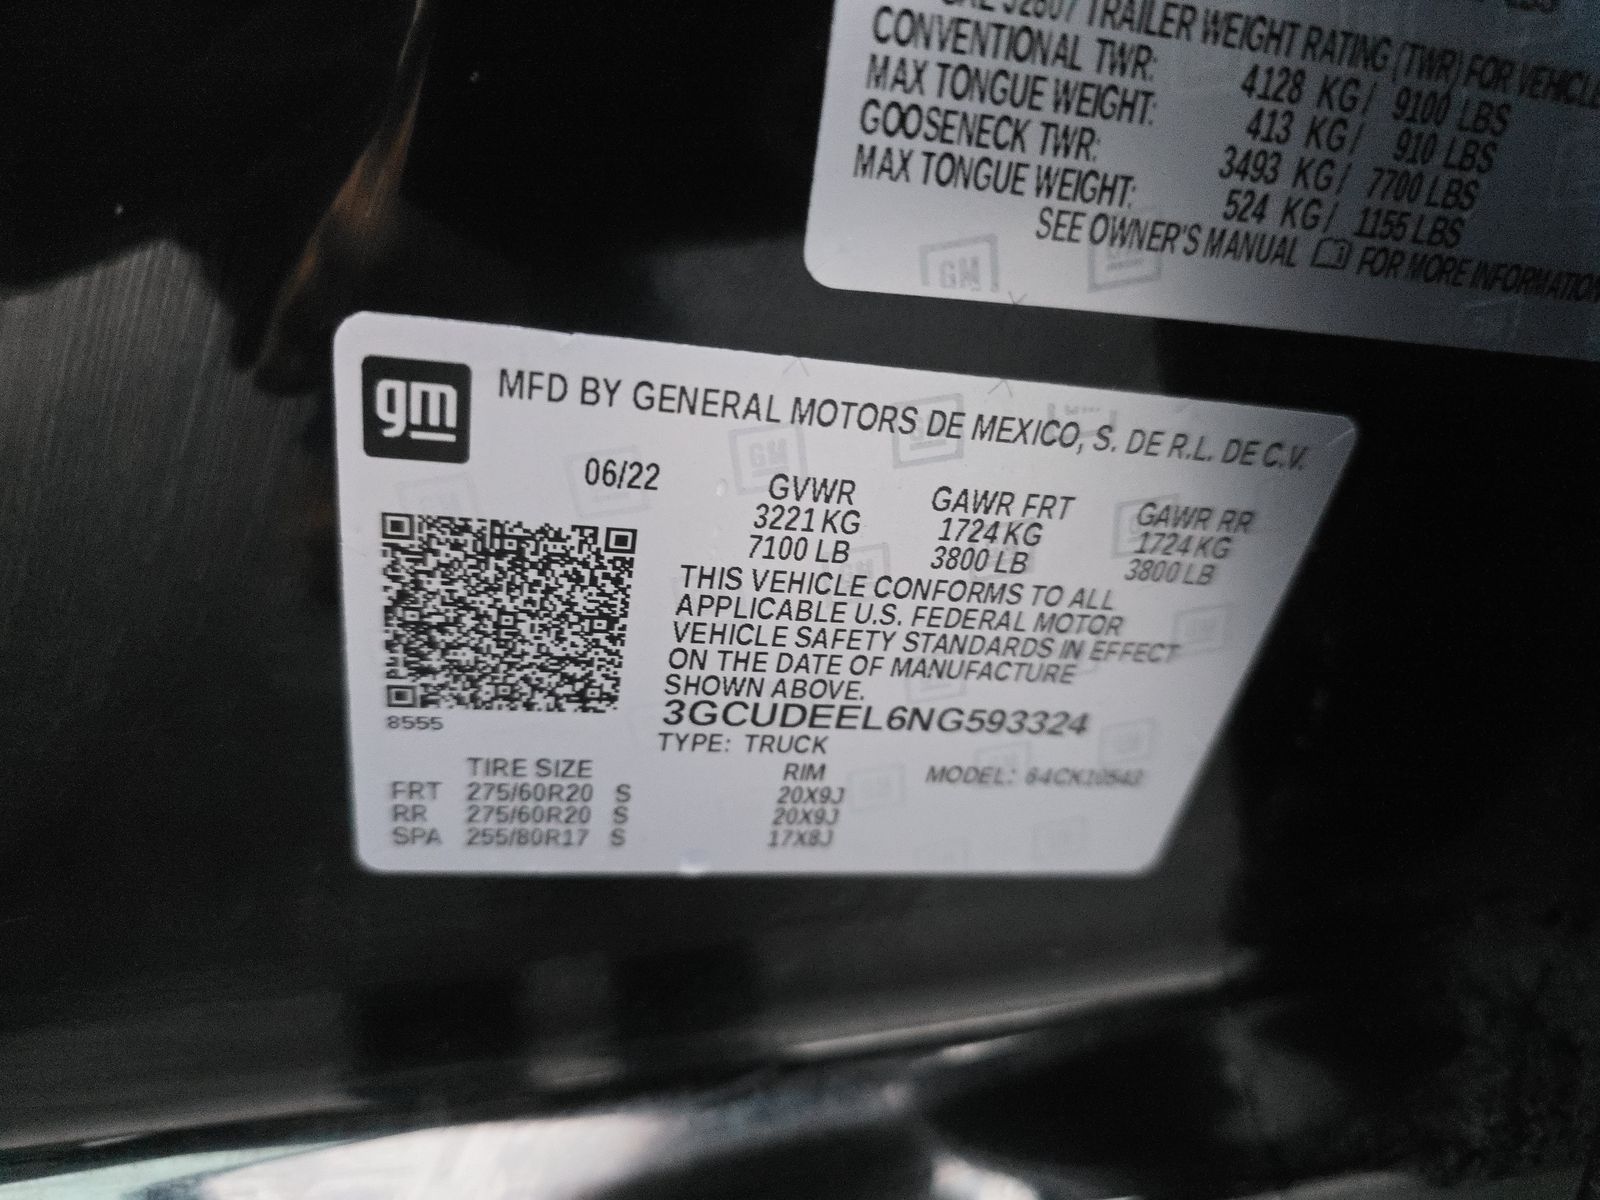 TRAILER WEIGHT RATING (TWR) FOR VEHICLE
CONVENTIONAL TWR: 4128 KG/ 9100 LBS
MAX TONGUE WEIGHT: 413 KG/ 910 LBS
GOOSENECK TWR: 3493 KG/ 7700 LBS
MAX TONGUE WEIGHT: 524 KG/ 1155 LBS
SEE OWNER'S MANUAL FOR MORE INFORMATION
GM
gm
MFD BY GENERAL MOTORS DE MEXICO, S. DE R.L. DE C.V.
06/22
GVWR GAWR FRT GAWR RR
3221 KG 1724 KG 1724 KG
7100 LB 3800 LB 3800 LB
THIS VEHICLE CONFORMS TO ALL
APPLICABLE U.S. FEDERAL MOTOR
VEHICLE SAFETY STANDARDS IN EFFECT
ON THE DATE OF MANUFACTURE
SHOWN ABOVE.
3GCUDEEL6NG593324
8555
TYPE: TRUCK
TIRE SIZE RIM MODEL:
FRT 275/60R20 S 20X9J
RR 275/60R20 S 20X9J
SPA 255/80R17 S 17X8J